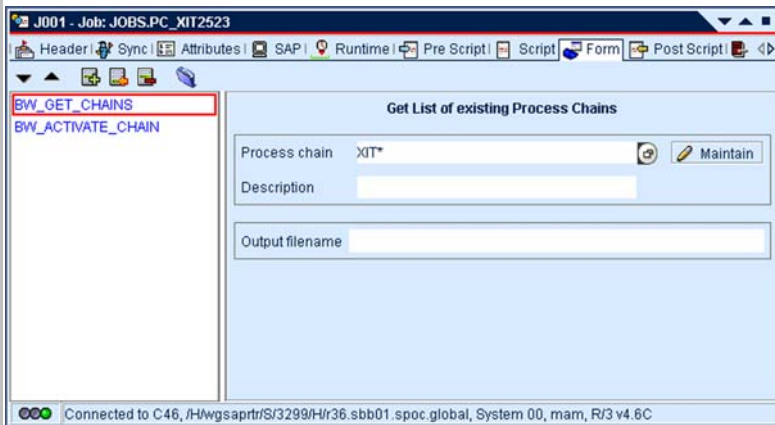 J001 - Job: JOBS.PC_XIT2523
Header Sync Attributes SAP Runtime Pre Script Script Form Post Script
BW_GET_CHAINS
BW_ACTIVATE_CHAIN
Get List of existing Process Chains
Process chain XIT* Maintain
Description
Output filename
Connected to C46, /H/wgsaprtr/S/3299/H/r36.sbb01.spoc.global, System 00, mam, R/3 v4.6C